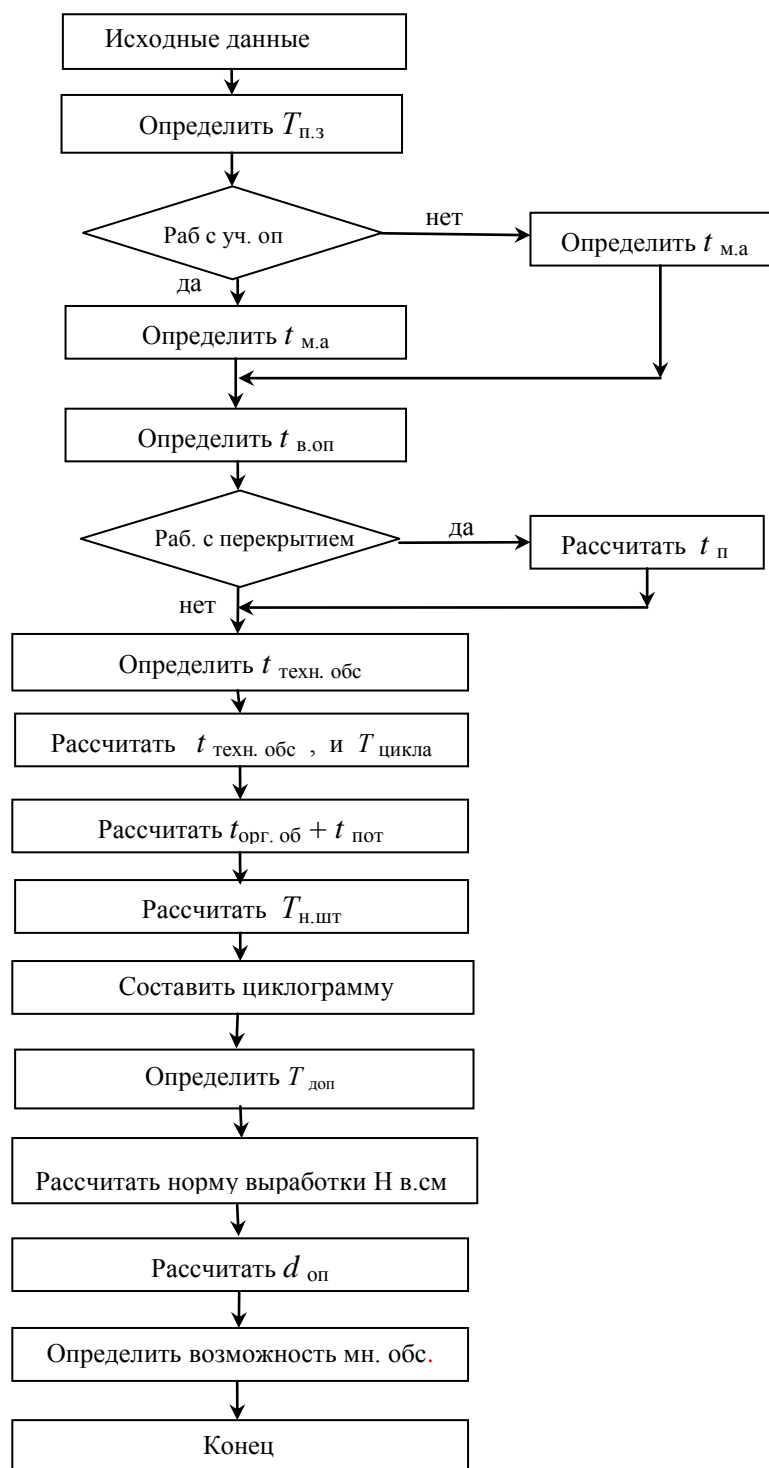 Исходные данные
Определить Tп.з
Раб с уч. оп
нет
Определить t м.а
да
Определить t м.а
Определить t в.оп
Раб. с перекрытием
да
Рассчитать t п
нет
Определить t техн. обс
Рассчитать t техн. обс , и T цикла
Рассчитать tорг. об + t пот
Рассчитать Tн.шт
Составить циклограмму
Определить T доп
Рассчитать норму выработки Н в.см
Рассчитать d оп
Определить возможность мн. обс.
Конец